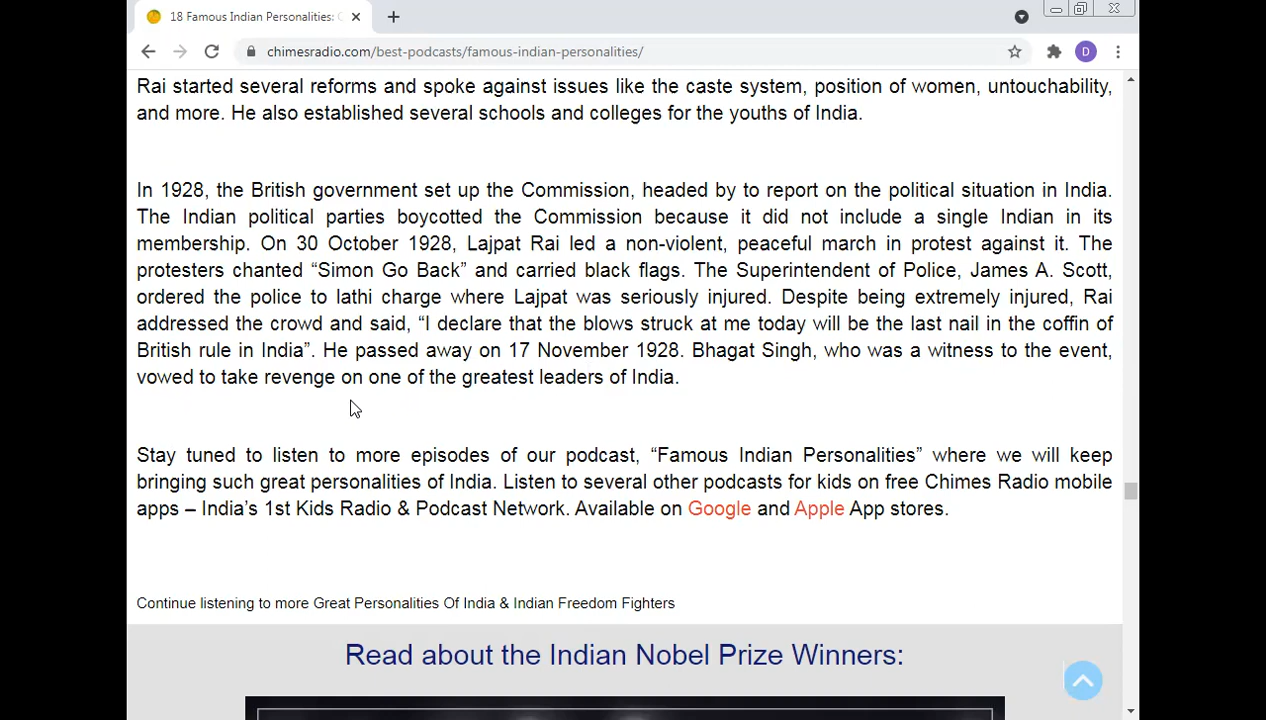 18 Famous Indian Personalities:
chimesradio.com/best-podcasts/famous-indian-personalities/
D
Rai started several reforms and spoke against issues like the caste system, position of women, untouchability,
and more. He also established several schools and colleges for the youths of India.
In 1928, the British government set up the Commission, headed by to report on the political situation in India.
The Indian political parties boycotted the Commission because it did not include a single Indian in its
membership. On 30 October 1928, Lajpat Rai led a non-violent, peaceful march in protest against it. The
protesters chanted “Simon Go Back” and carried black flags. The Superintendent of Police, James A. Scott,
ordered the police to lathi charge where Lajpat was seriously injured. Despite being extremely injured, Rai
addressed the crowd and said, “I declare that the blows struck at me today will be the last nail in the coffin of
British rule in India”. He passed away on 17 November 1928. Bhagat Singh, who was a witness to the event,
vowed to take revenge on one of the greatest leaders of India.
Stay tuned to listen to more episodes of our podcast, “Famous Indian Personalities” where we will keep
bringing such great personalities of India. Listen to several other podcasts for kids on free Chimes Radio mobile
apps – India’s 1st Kids Radio & Podcast Network. Available on Google and Apple App stores.
Continue listening to more Great Personalities Of India & Indian Freedom Fighters
Read about the Indian Nobel Prize Winners: